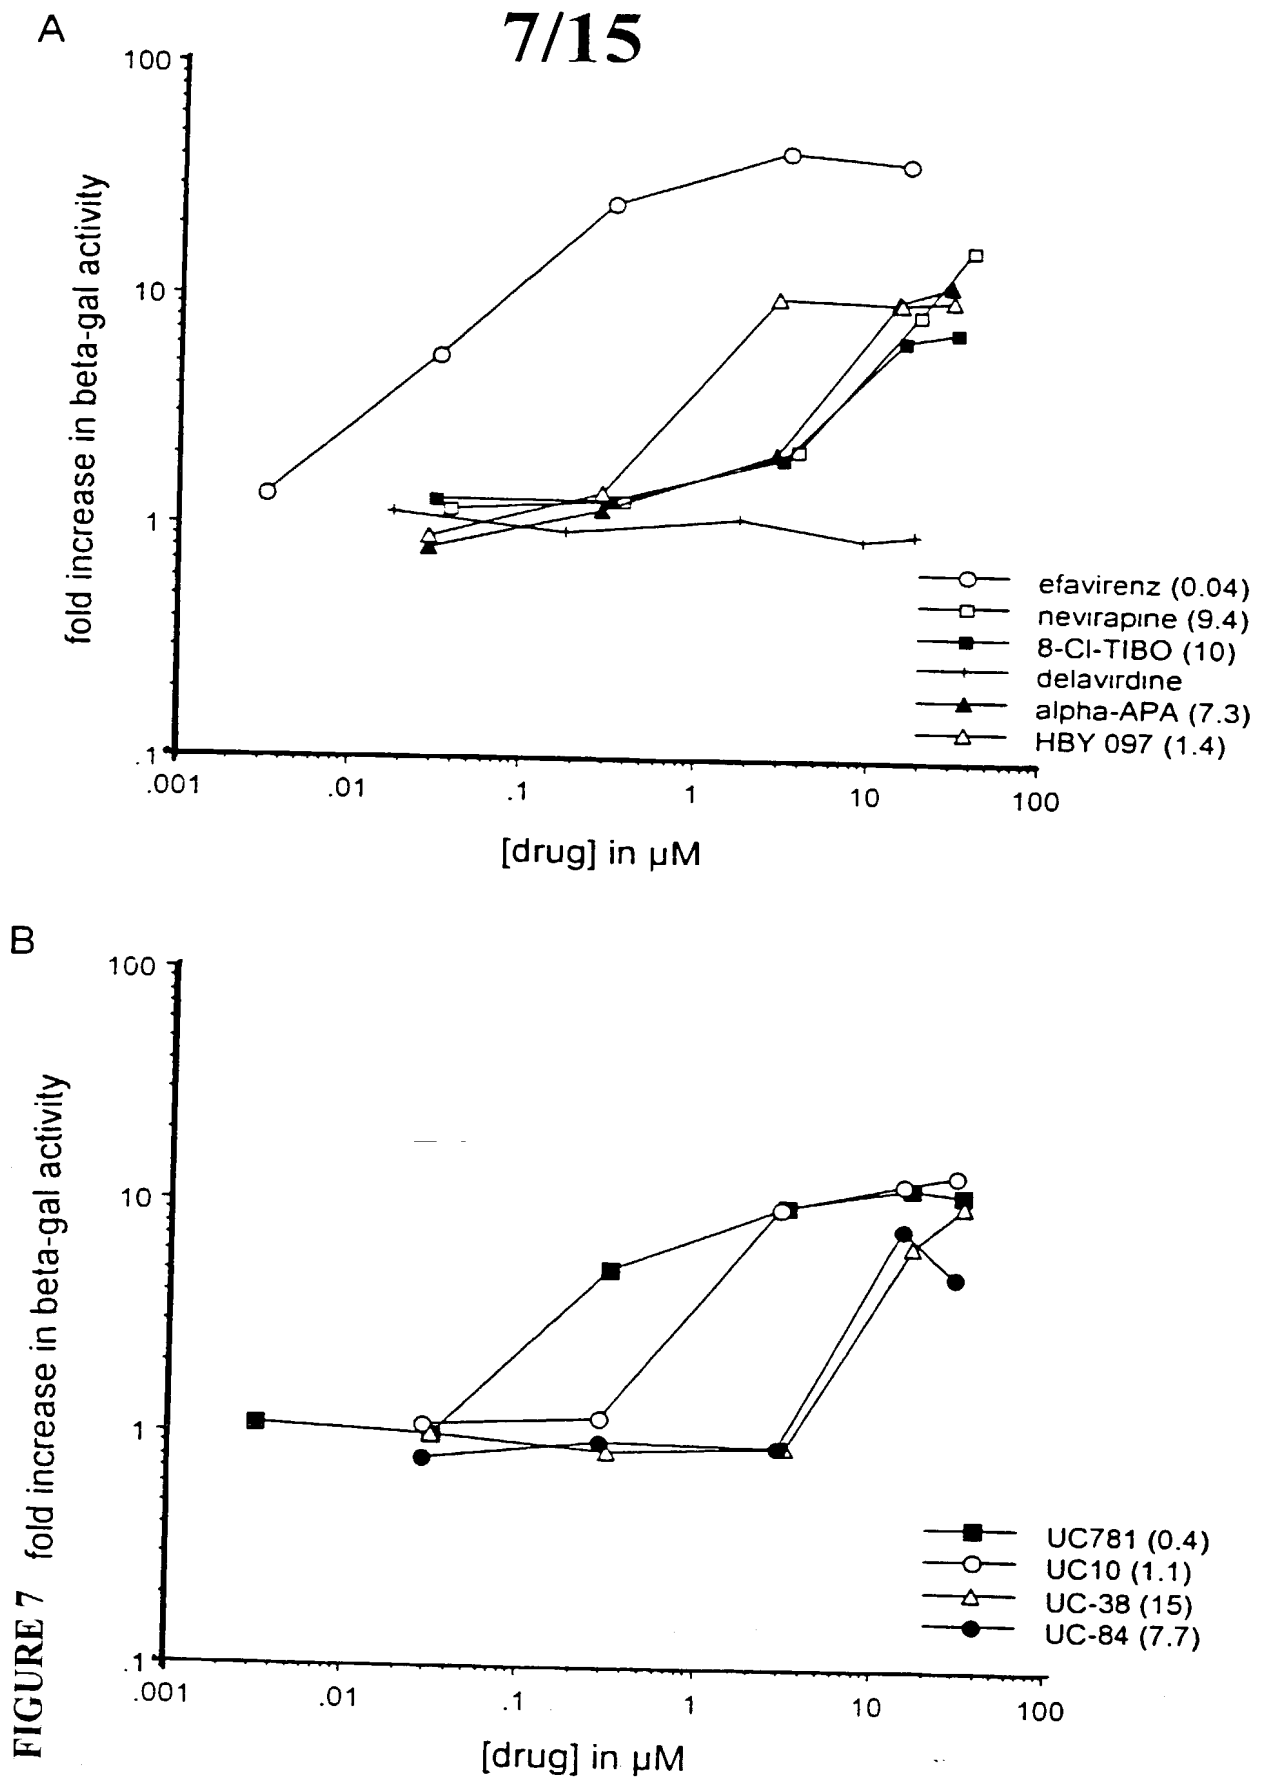 A
7/15
100
10
1
.1
fold increase in beta-gal activity
efavirenz (0.04)
nevirapine (9.4)
8-Cl-TIBO (10)
delavirdine
alpha-APA (7.3)
HBY 097 (1.4)
.001 .01 .1 1 10 100
[drug] in µM
B
100
10
1
.1
fold increase in beta-gal activity
UC781 (0.4)
UC10 (1.1)
UC-38 (15)
UC-84 (7.7)
.001 .01 .1 1 10 100
[drug] in µM
FIGURE 7